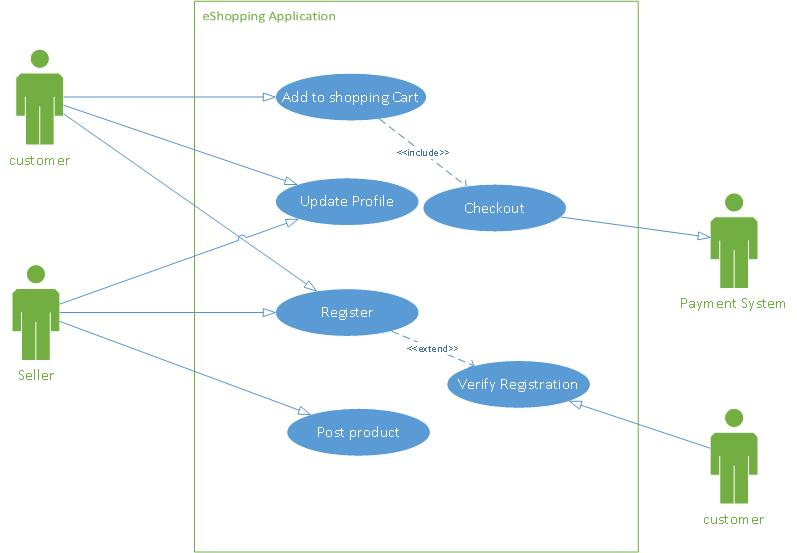 eShopping Application
Add to shopping Cart
customer
<<include>>
Update Profile
Checkout
Payment System
Register
Seller
<<extend>>
Verify Registration
Post product
customer